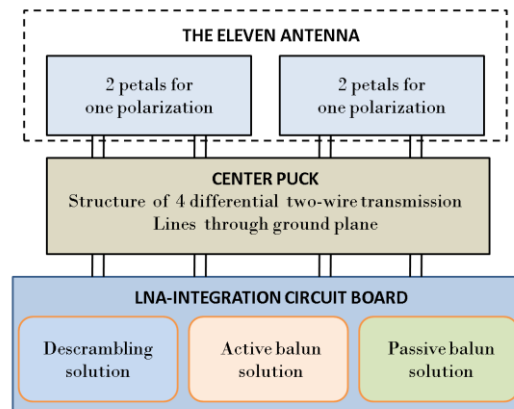 THE ELEVEN ANTENNA
2 petals for
one polarization
2 petals for
one polarization
CENTER PUCK
Structure of 4 differential two-wire transmission
Lines through ground plane
LNA-INTEGRATION CIRCUIT BOARD
Descrambling
solution
Active balun
solution
Passive balun
solution